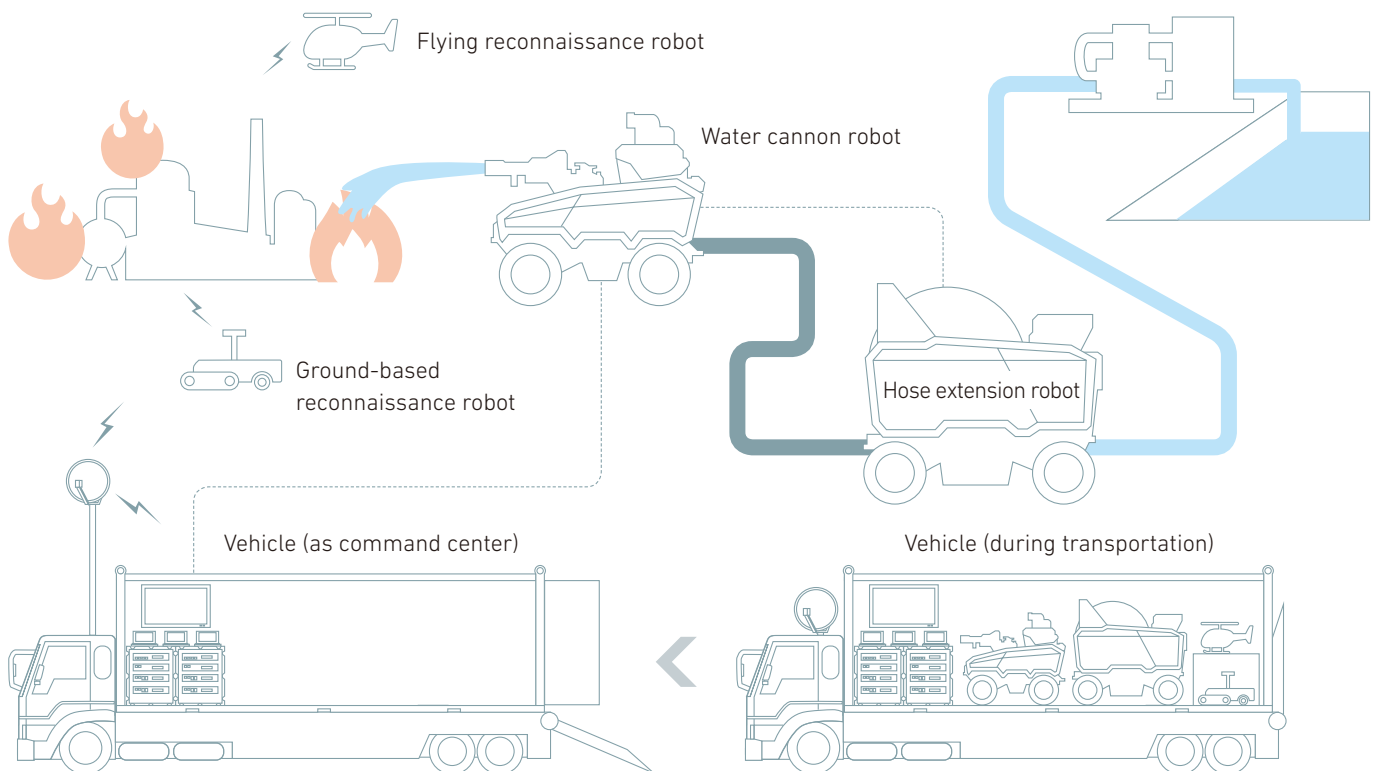 Flying reconnaissance robot
Water cannon robot
Ground-based
reconnaissance robot
Hose extension robot
Vehicle (as command center)
Vehicle (during transportation)